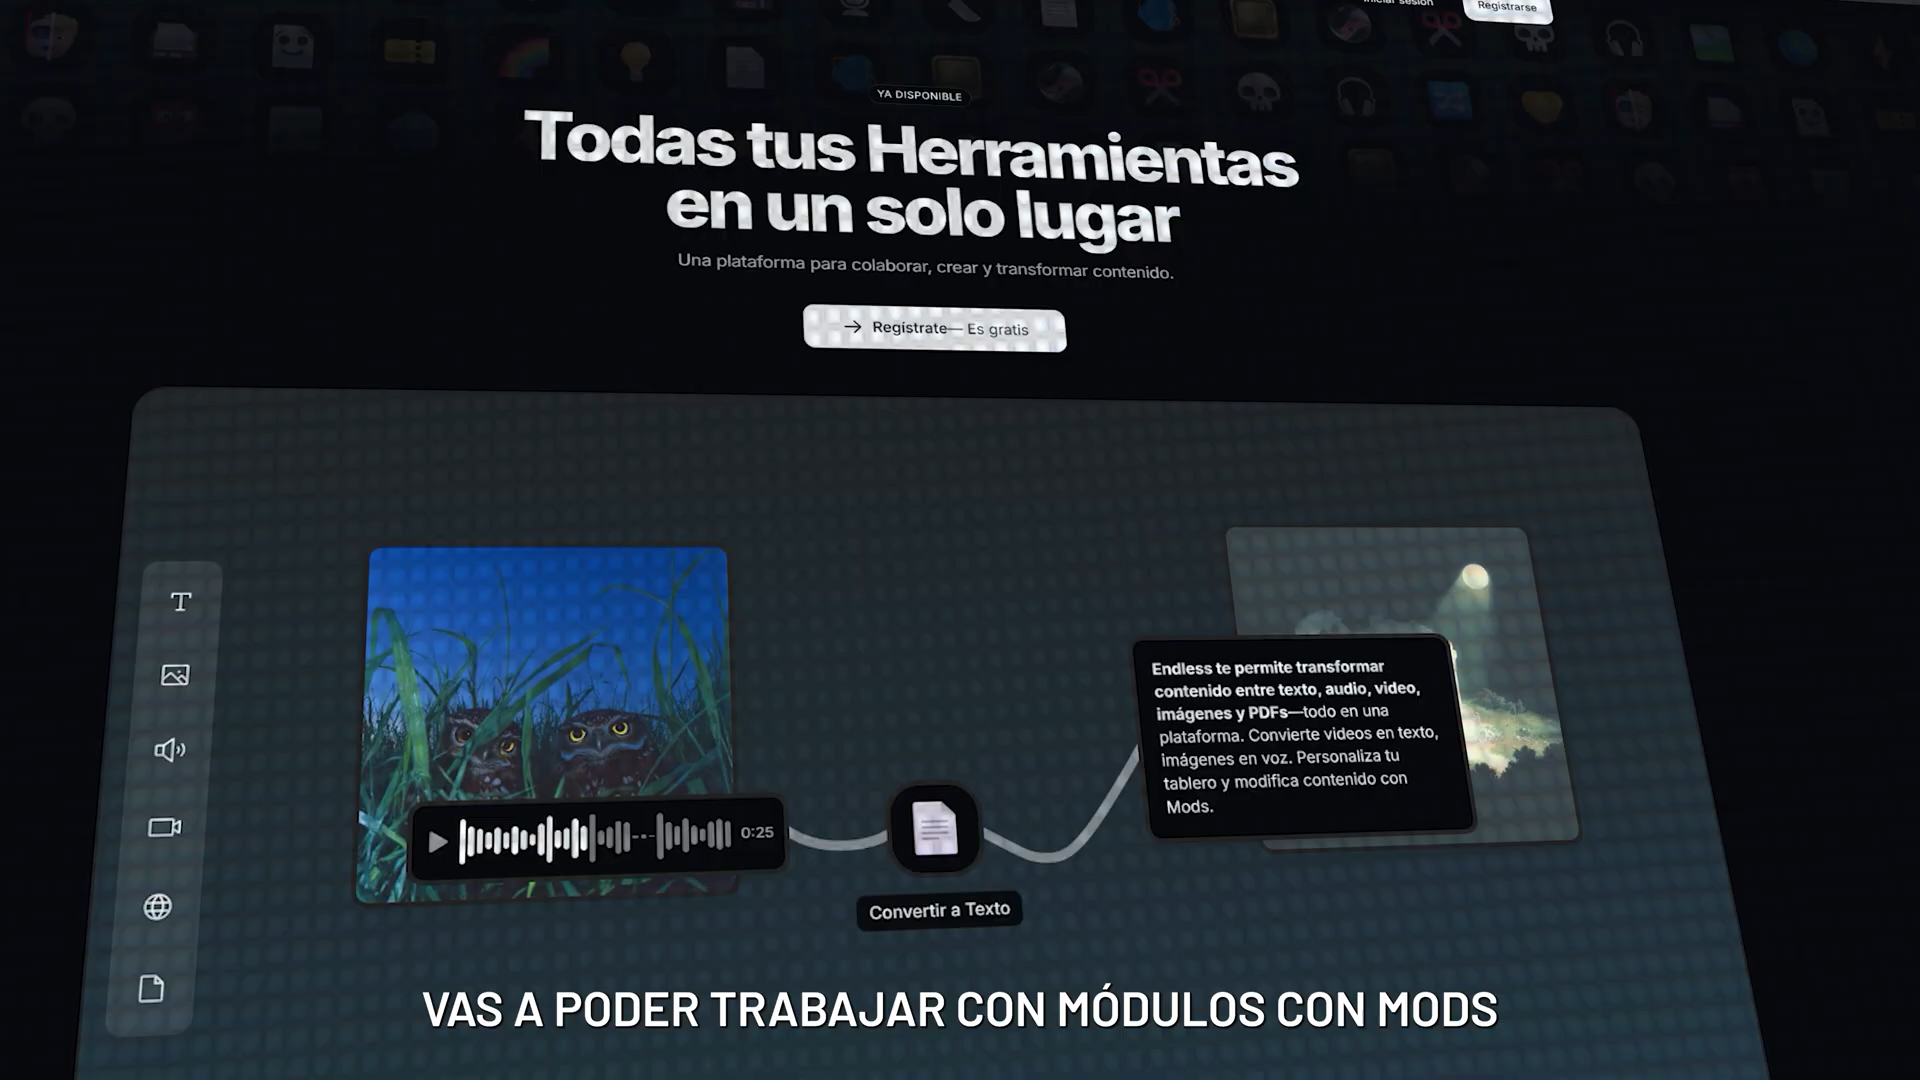 Iniciar sesión
Registrarse
YA DISPONIBLE
Todas tus Herramientas
en un solo lugar
Una plataforma para colaborar, crear y transformar contenido.
→ Regístrate— Es gratis
T
Endless te permite transformar
contenido entre texto, audio, video,
imágenes y PDFs—todo en una
plataforma. Convierte videos en texto,
imágenes en voz. Personaliza tu
tablero y modifica contenido con
Mods.
0:25
Convertir a Texto
VAS A PODER TRABAJAR CON MÓDULOS CON MODS